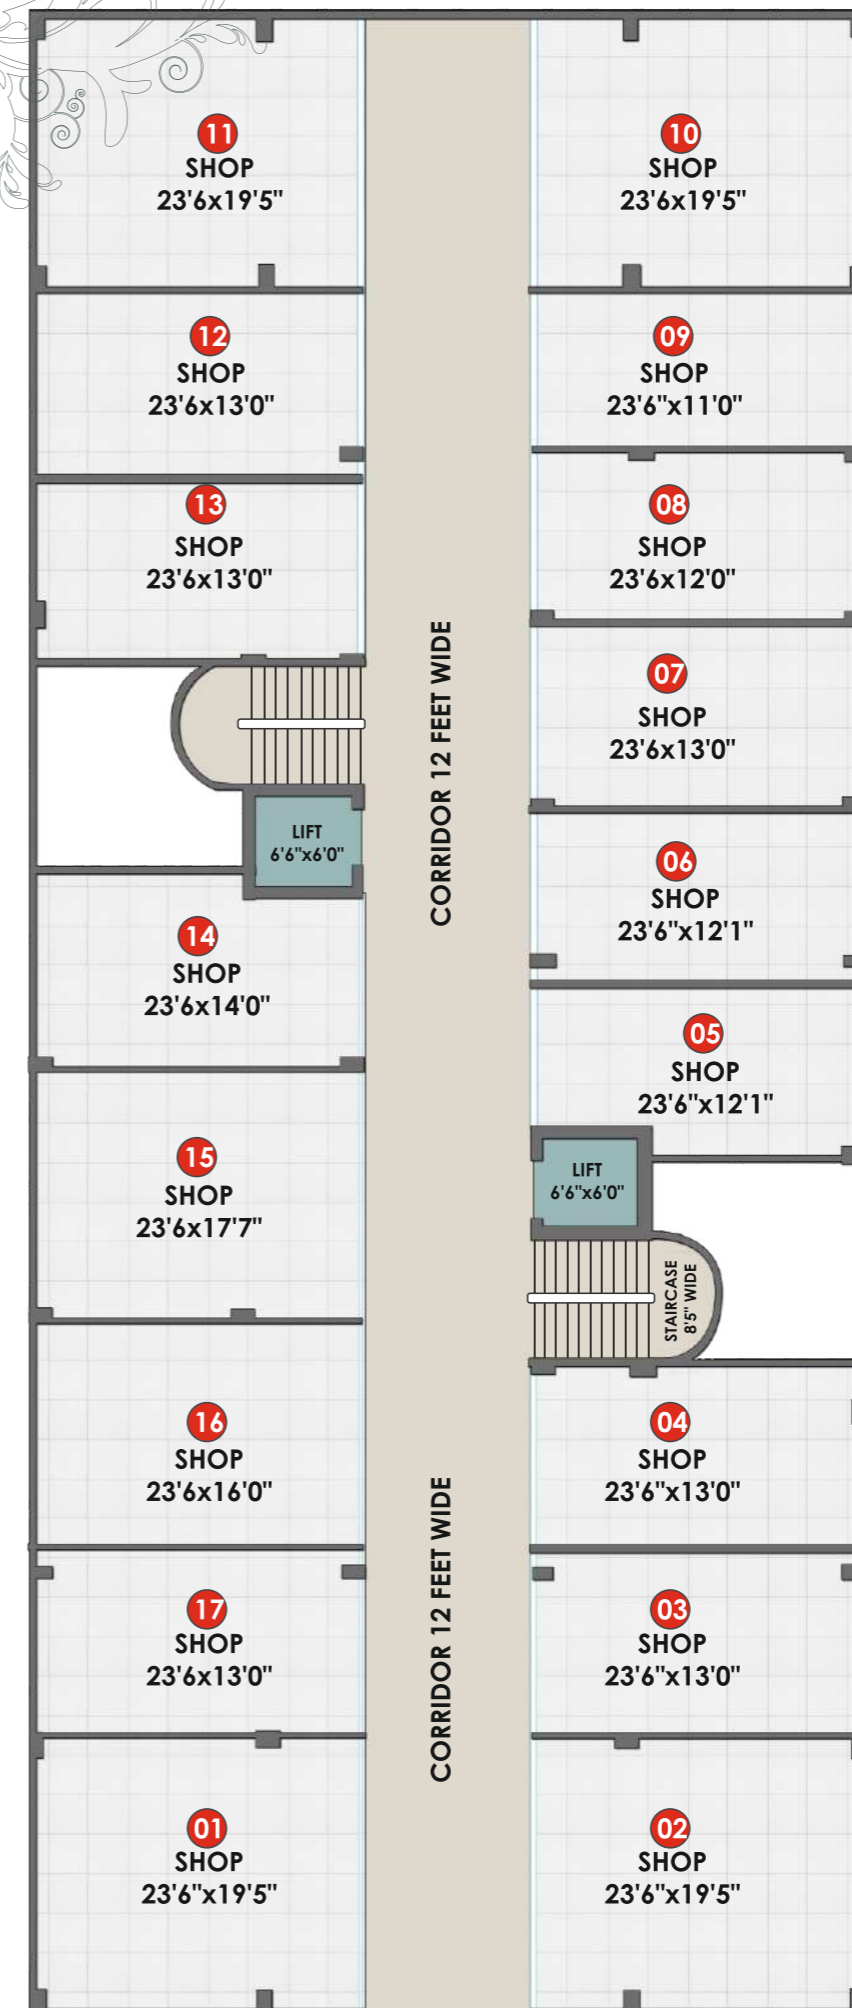 11
SHOP
23'6x19'5"
10
SHOP
23'6x19'5"
12
SHOP
23'6x13'0"
09
SHOP
23'6"x11'0"
13
SHOP
23'6x13'0"
08
SHOP
23'6x12'0"
07
SHOP
23'6x13'0"
CORRIDOR 12 FEET WIDE
LIFT
6'6"x6'0"
06
SHOP
23'6"x12'1"
14
SHOP
23'6x14'0"
05
SHOP
23'6"x12'1"
15
SHOP
23'6x17'7"
LIFT
6'6"x6'0"
STAIRCASE
8'5" WIDE
16
SHOP
23'6x16'0"
04
SHOP
23'6"x13'0"
CORRIDOR 12 FEET WIDE
17
SHOP
23'6x13'0"
03
SHOP
23'6"x13'0"
01
SHOP
23'6"x19'5"
02
SHOP
23'6"x19'5"